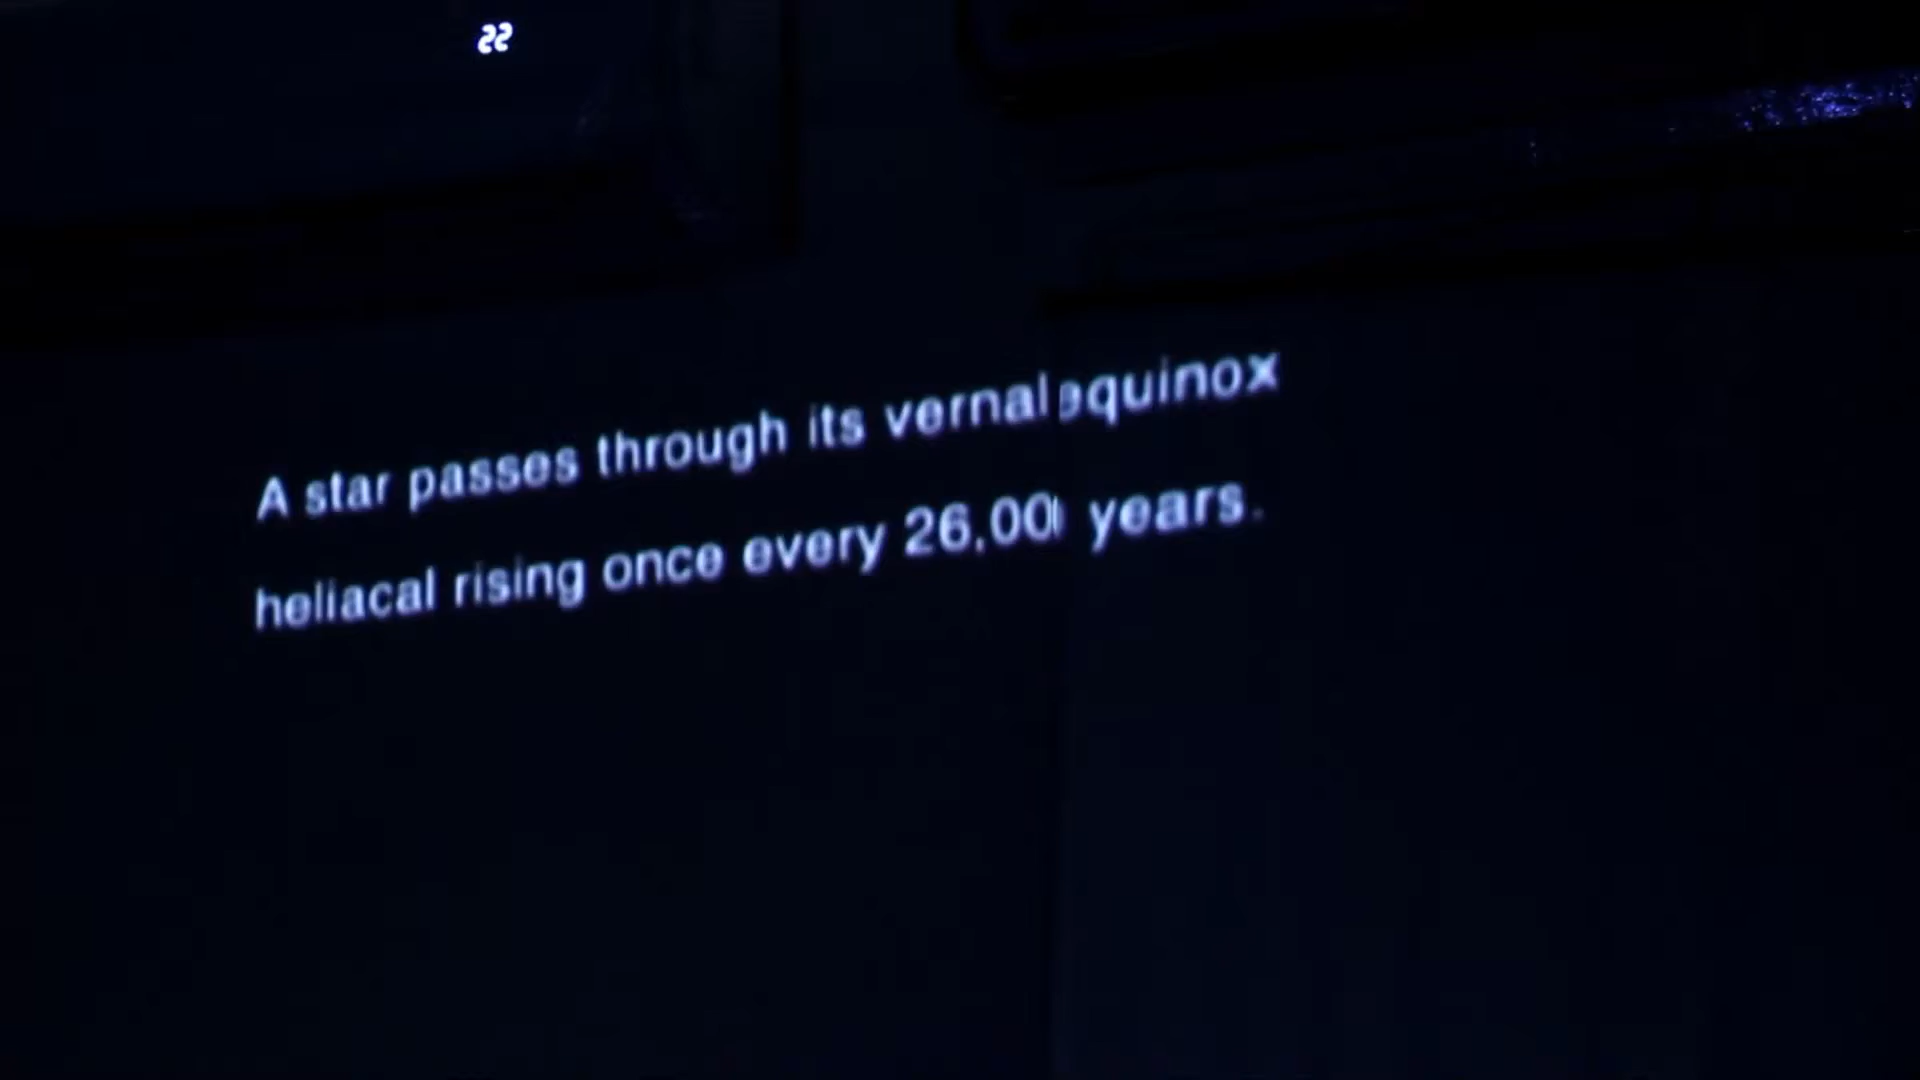 22
A star passes through its vernal equinox
heliacal rising once every 26,000 years.